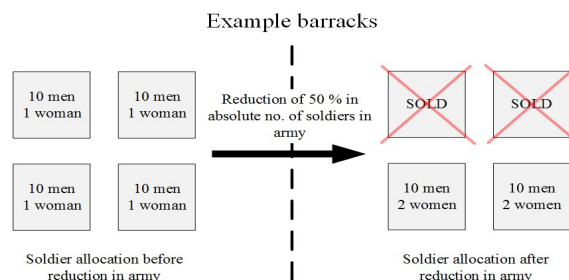 Example barracks
10 men
1 woman
10 men
1 woman
10 men
1 woman
10 men
1 woman
Soldier allocation before
reduction in army
Reduction of 50 % in
absolute no. of soldiers in
army
SOLD
SOLD
10 men
2 women
10 men
2 women
Soldier allocation after
reduction in army